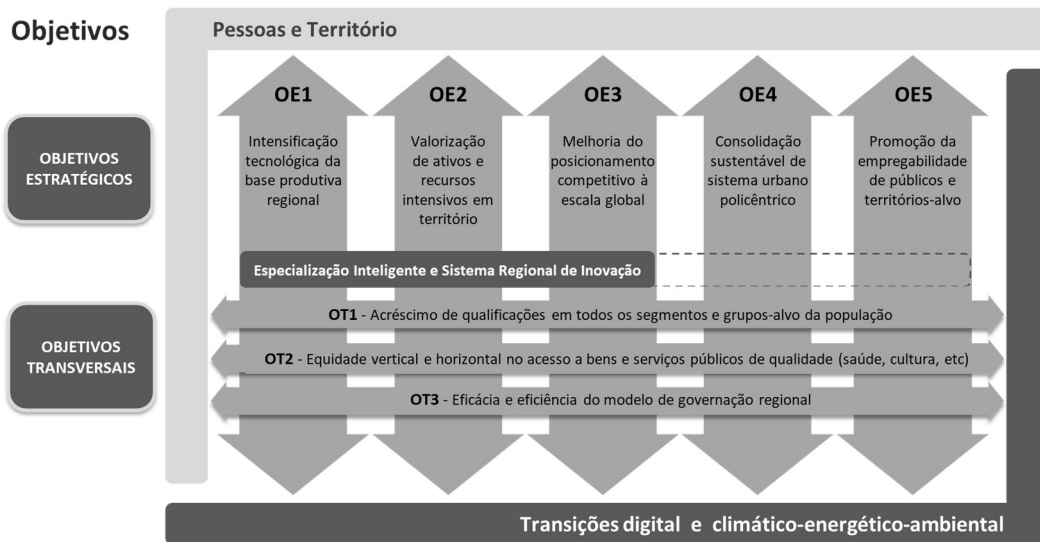 Objetivos
Pessoas e Território
OBJETIVOS
ESTRATÉGICOS
OE1
Intensificação
tecnológica da
base produtiva
regional
OE2
Valorização
de ativos e
recursos
intensivos em
território
OE3
Melhoria do
posicionamento
competitivo à
escala global
OE4
Consolidação
sustentável de
sistema urbano
policêntrico
OE5
Promoção da
empregabilidade
de públicos e
territórios-alvo
Especialização Inteligente e Sistema Regional de Inovação
OBJETIVOS
TRANSVERSAIS
OT1 - Acréscimo de qualificações em todos os segmentos e grupos-alvo da população
OT2 - Equidade vertical e horizontal no acesso a bens e serviços públicos de qualidade (saúde, cultura, etc)
OT3 - Eficácia e eficiência do modelo de governação regional
Transições digital e climático-energético-ambiental